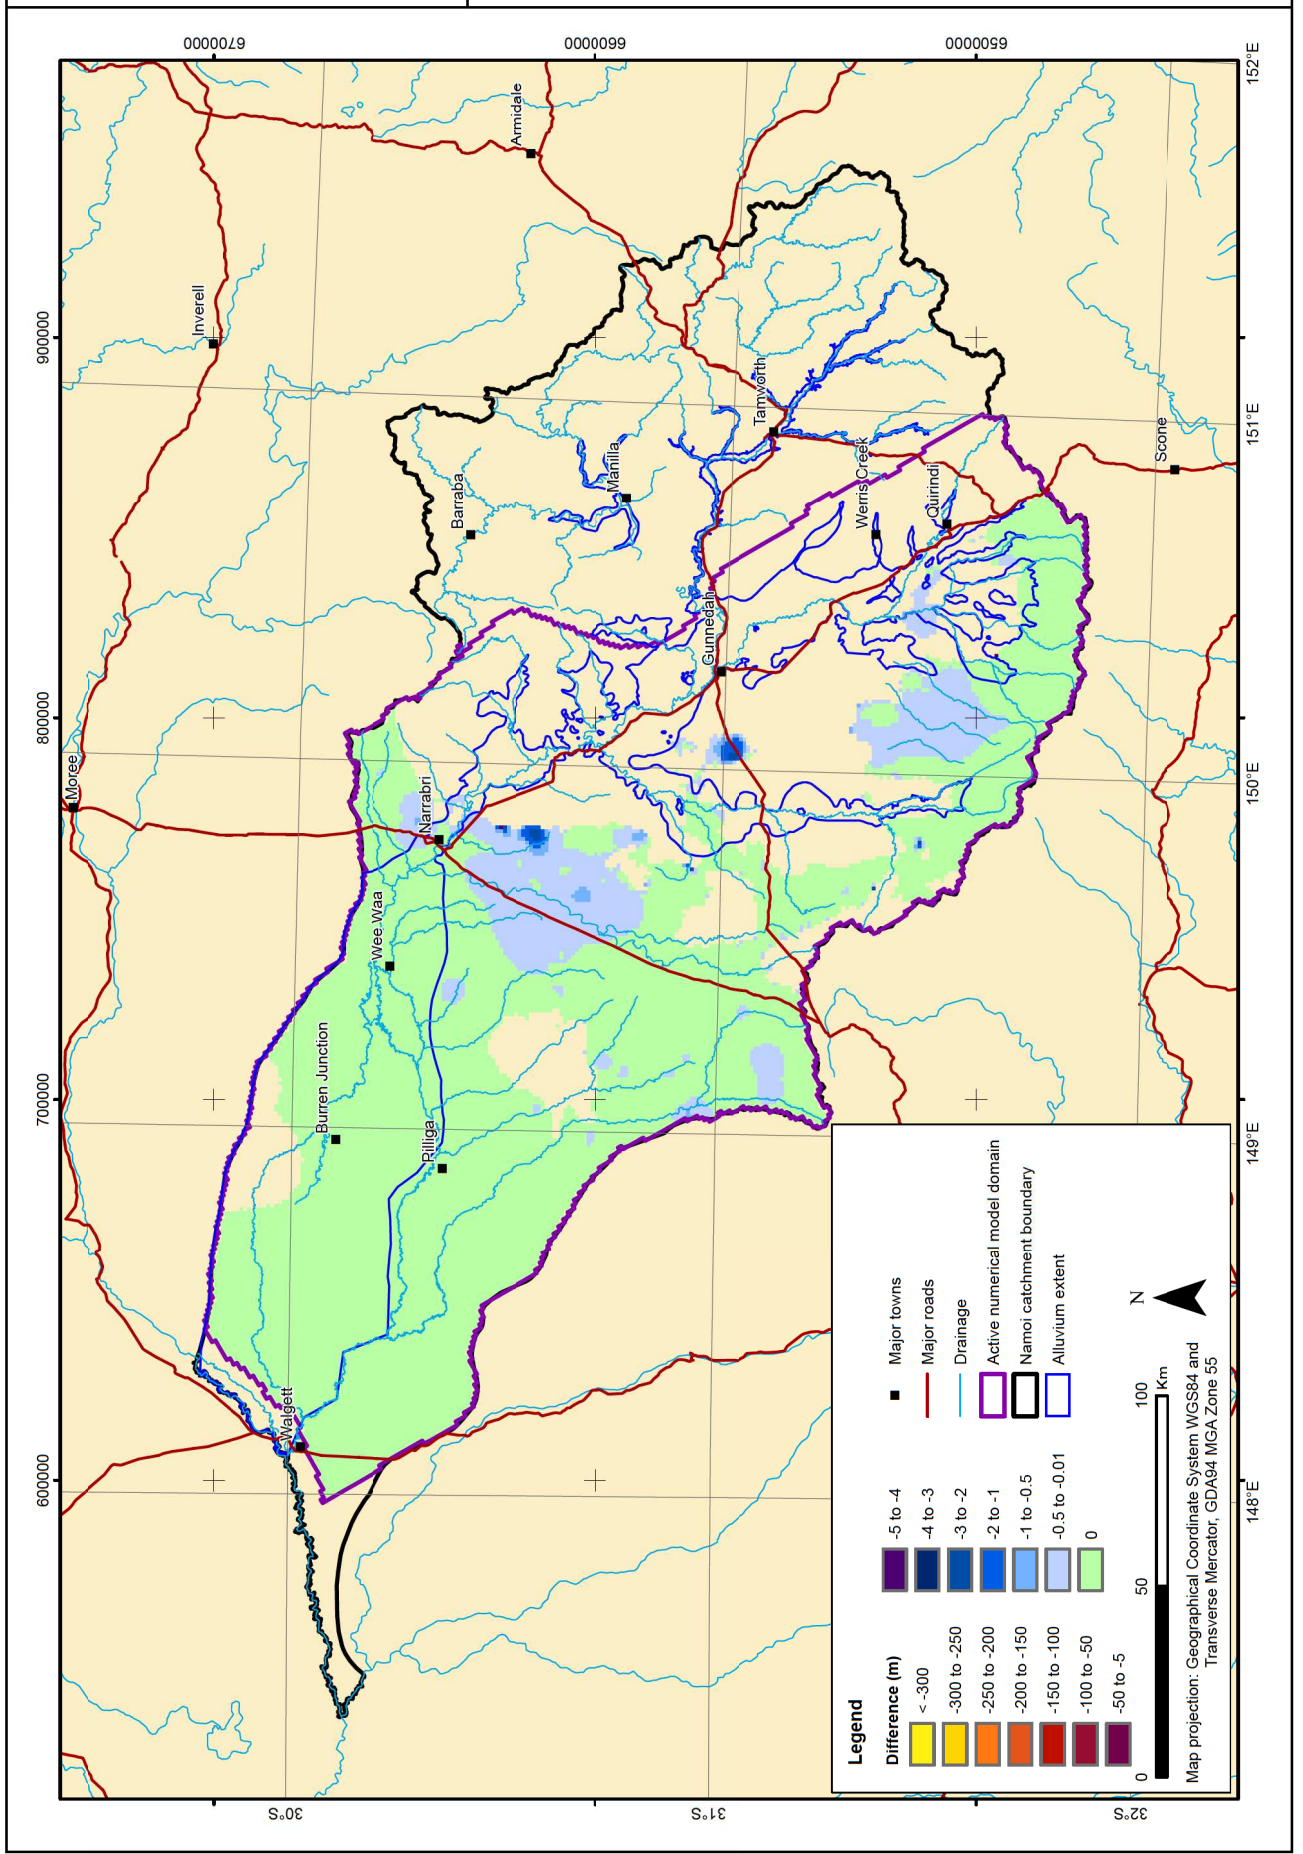 600000
700000
800000
900000
6700000
6600000
6500000
30°S
31°S
32°S
148°E
149°E
150°E
151°E
152°E
Moree
Inverell
Walgett
Burren Junction
Wee Waa
Pilliga
Narrabri
Barraba
Armidale
Manilla
Gunnedah
Tamworth
Werris Creek
Quirindi
Scone
Legend
Difference (m)
< -300
-300 to -250
-250 to -200
-200 to -150
-150 to -100
-100 to -50
-50 to -5
-5 to -4
-4 to -3
-3 to -2
-2 to -1
-1 to -0.5
-0.5 to -0.01
0
Major towns
Major roads
Drainage
Active numerical model domain
Namoi catchment boundary
Alluvium extent
0
50
100
Km
N
Map projection: Geographical Coordinate System WGS84 and
Transverse Mercator, GDA94 MGA Zone 55